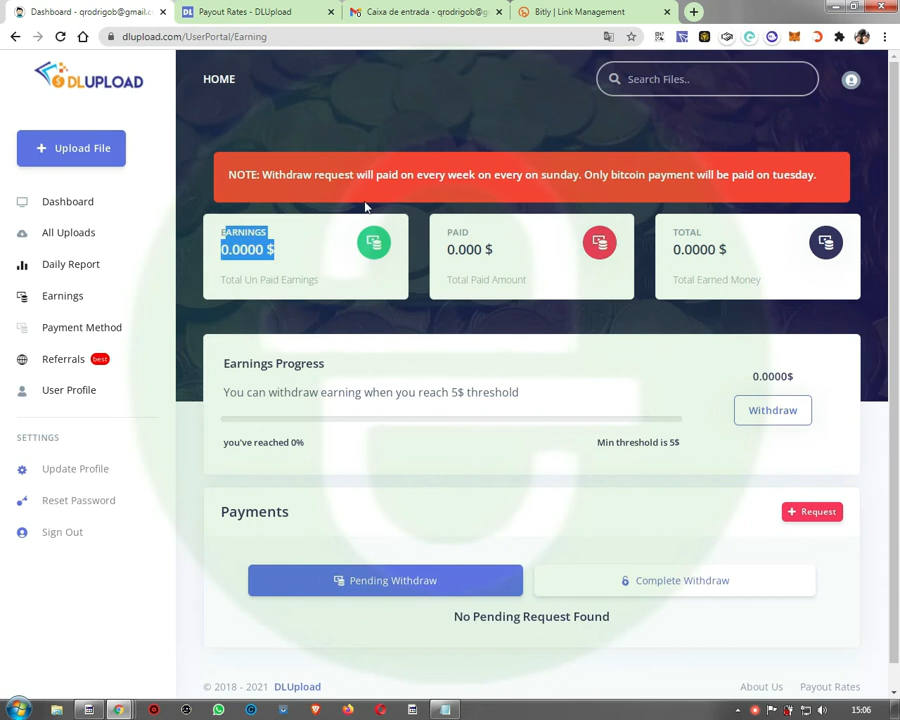 Dashboard - qrodrigob@gmail.c
Payout Rates - DLUpload
Caixa de entrada - qrodrigob@g
Bitly | Link Management
dlupload.com/UserPortal/Earning
DLUPLOAD
HOME
Search Files..
+ Upload File
NOTE: Withdraw request will paid on every week on every on sunday. Only bitcoin payment will be paid on tuesday.
Dashboard
All Uploads
Daily Report
Earnings
Payment Method
Referrals best
User Profile
SETTINGS
Update Profile
Reset Password
Sign Out
EARNINGS
0.0000 $
Total Un Paid Earnings
PAID
0.000 $
Total Paid Amount
TOTAL
0.0000 $
Total Earned Money
Earnings Progress
You can withdraw earning when you reach 5$ threshold
you've reached 0%
Min threshold is 5$
0.0000$
Withdraw
Payments
+ Request
Pending Withdraw
Complete Withdraw
No Pending Request Found
© 2018 - 2021 DLUpload
About Us
Payout Rates
15:06